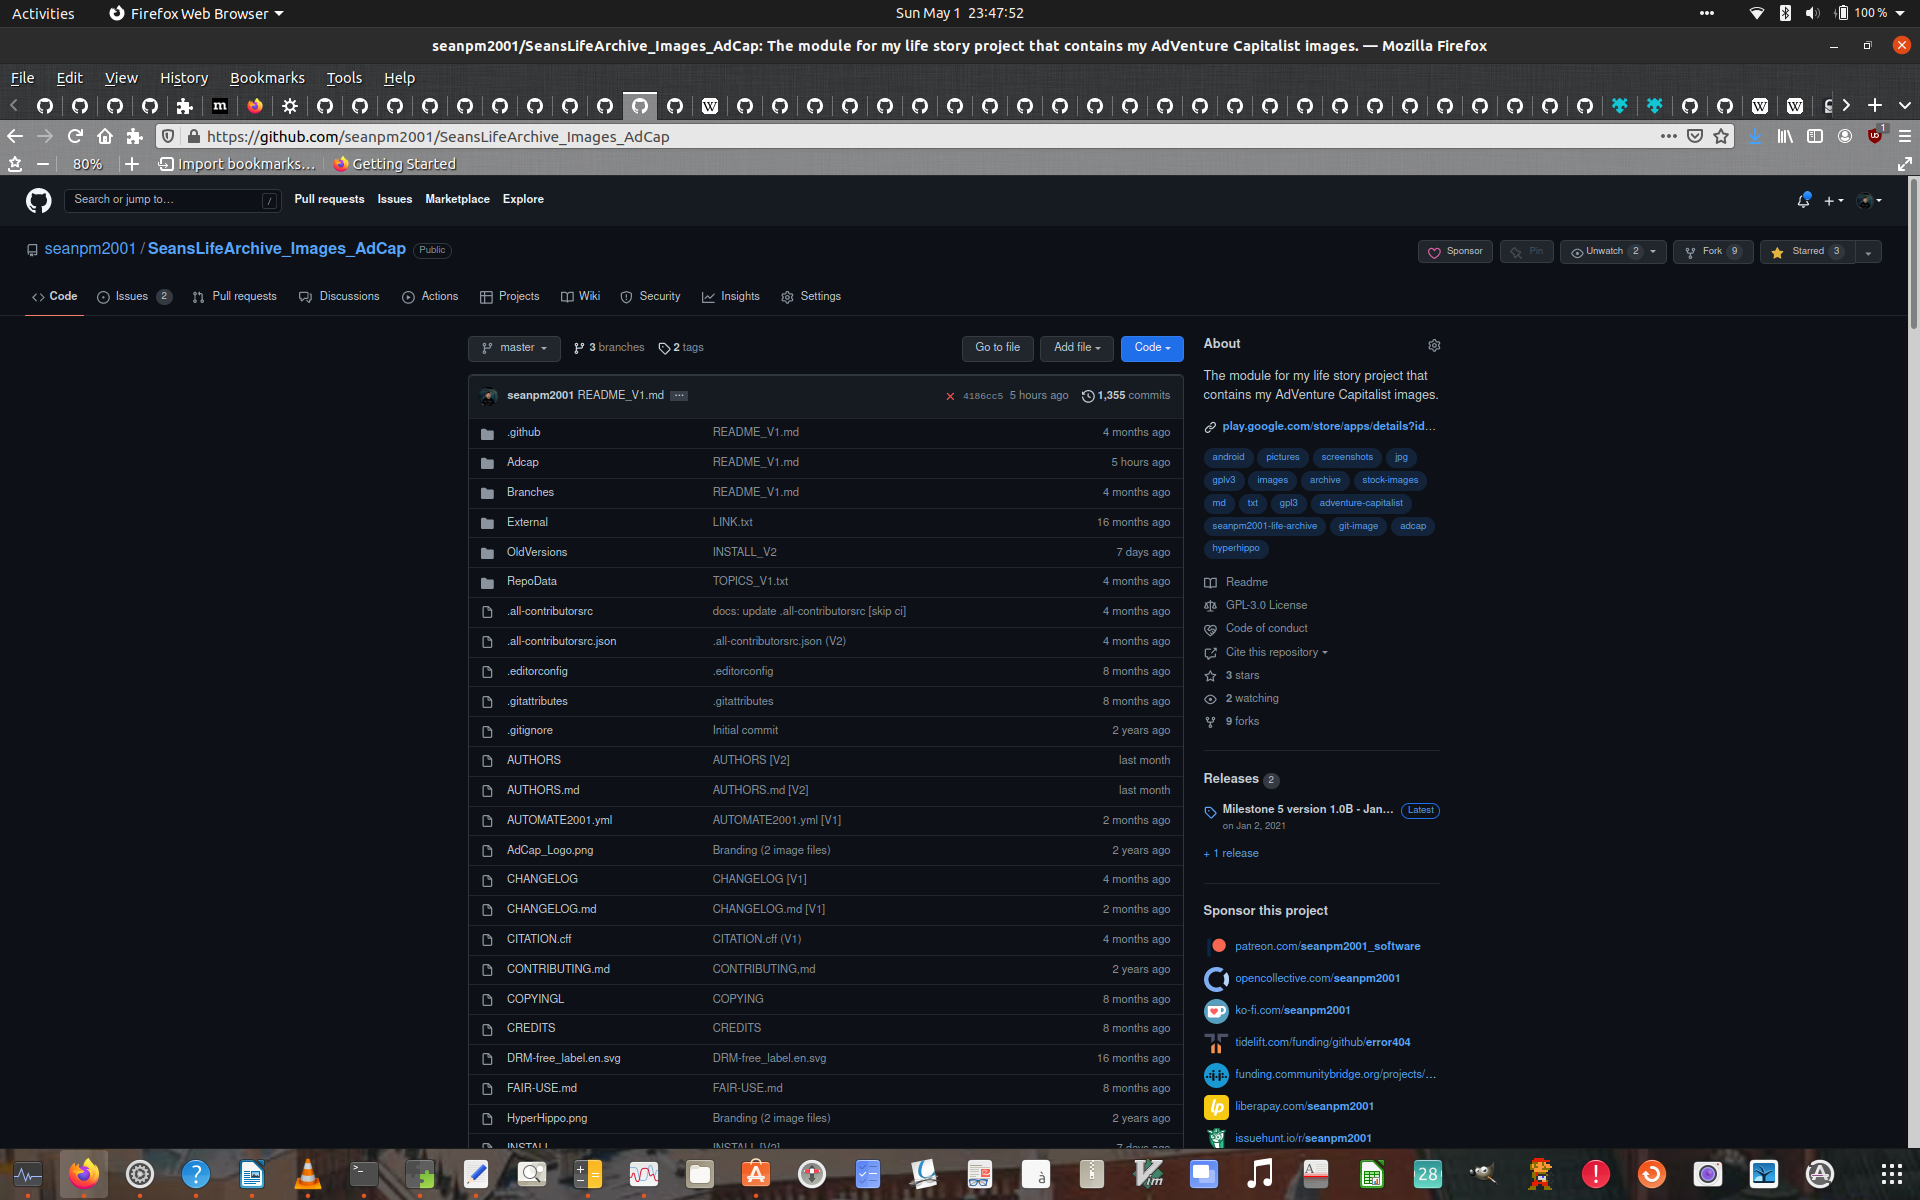 Activities Firefox Web Browser Sun May 1 23:47:52 100 %
seanpm2001/SeansLifeArchive_Images_AdCap: The module for my life story project that contains my AdVenture Capitalist images. — Mozilla Firefox
File Edit View History Bookmarks Tools Help
https://github.com/seanpm2001/SeansLifeArchive_Images_AdCap
80% Import bookmarks... Getting Started
Search or jump to... / Pull requests Issues Marketplace Explore
seanpm2001 / SeansLifeArchive_Images_AdCap Public
Sponsor Pin Unwatch 2 Fork 9 Starred 3
Code Issues 2 Pull requests Discussions Actions Projects Wiki Security Insights Settings
master 3 branches 2 tags Go to file Add file Code
seanpm2001 README_V1.md ... 4186cc5 5 hours ago 1,355 commits
.github README_V1.md 4 months ago
Adcap README_V1.md 5 hours ago
Branches README_V1.md 4 months ago
External LINK.txt 16 months ago
OldVersions INSTALL_V2 7 days ago
RepoData TOPICS_V1.txt 4 months ago
.all-contributorsrc docs: update .all-contributorsrc [skip ci] 4 months ago
.all-contributorsrc.json .all-contributorsrc.json (V2) 4 months ago
.editorconfig .editorconfig 8 months ago
.gitattributes .gitattributes 8 months ago
.gitignore Initial commit 2 years ago
AUTHORS AUTHORS [V2] last month
AUTHORS.md AUTHORS.md [V2] last month
AUTOMATE2001.yml AUTOMATE2001.yml [V1] 2 months ago
AdCap_Logo.png Branding (2 image files) 2 years ago
CHANGELOG CHANGELOG [V1] 4 months ago
CHANGELOG.md CHANGELOG.md [V1] 2 months ago
CITATION.cff CITATION.cff (V1) 4 months ago
CONTRIBUTING.md CONTRIBUTING,md 2 years ago
COPYINGL COPYING 8 months ago
CREDITS CREDITS 8 months ago
DRM-free_label.en.svg DRM-free_label.en.svg 16 months ago
FAIR-USE.md FAIR-USE.md 8 months ago
HyperHippo.png Branding (2 image files) 2 years ago
INSTALL INSTALL [V2] 7 days ago
About
The module for my life story project that
contains my AdVenture Capitalist images.
play.google.com/store/apps/details?id...
android pictures screenshots jpg
gplv3 images archive stock-images
md txt gpl3 adventure-capitalist
seanpm2001-life-archive git-image adcap
hyperhippo
Readme
GPL-3.0 License
Code of conduct
Cite this repository
3 stars
2 watching
9 forks
Releases 2
Milestone 5 version 1.0B - Jan... Latest
on Jan 2, 2021
+ 1 release
Sponsor this project
patreon.com/seanpm2001_software
opencollective.com/seanpm2001
ko-fi.com/seanpm2001
tidelift.com/funding/github/error404
funding.communitybridge.org/projects/...
liberapay.com/seanpm2001
issuehunt.io/r/seanpm2001
28